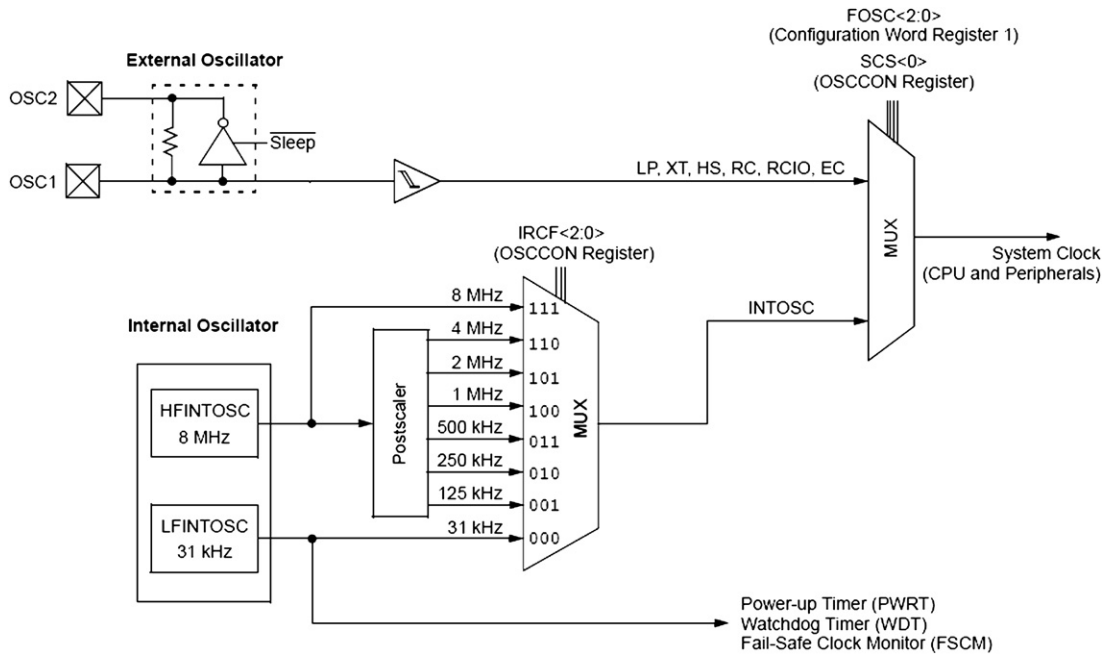 FOSC<2:0>
(Configuration Word Register 1)
SCS<0>
(OSCCON Register)
External Oscillator
OSC2
Sleep
OSC1
LP, XT, HS, RC, RCIO, EC
MUX
System Clock
(CPU and Peripherals)
IRCF<2:0>
(OSCCON Register)
INTOSC
Internal Oscillator
HFINTOSC
8 MHz
LFINTOSC
31 kHz
Postscaler
8 MHz
4 MHz
2 MHz
1 MHz
500 kHz
250 kHz
125 kHz
31 kHz
111
110
101
100
011
010
001
000
MUX
Power-up Timer (PWRT)
Watchdog Timer (WDT)
Fail-Safe Clock Monitor (FSCM)